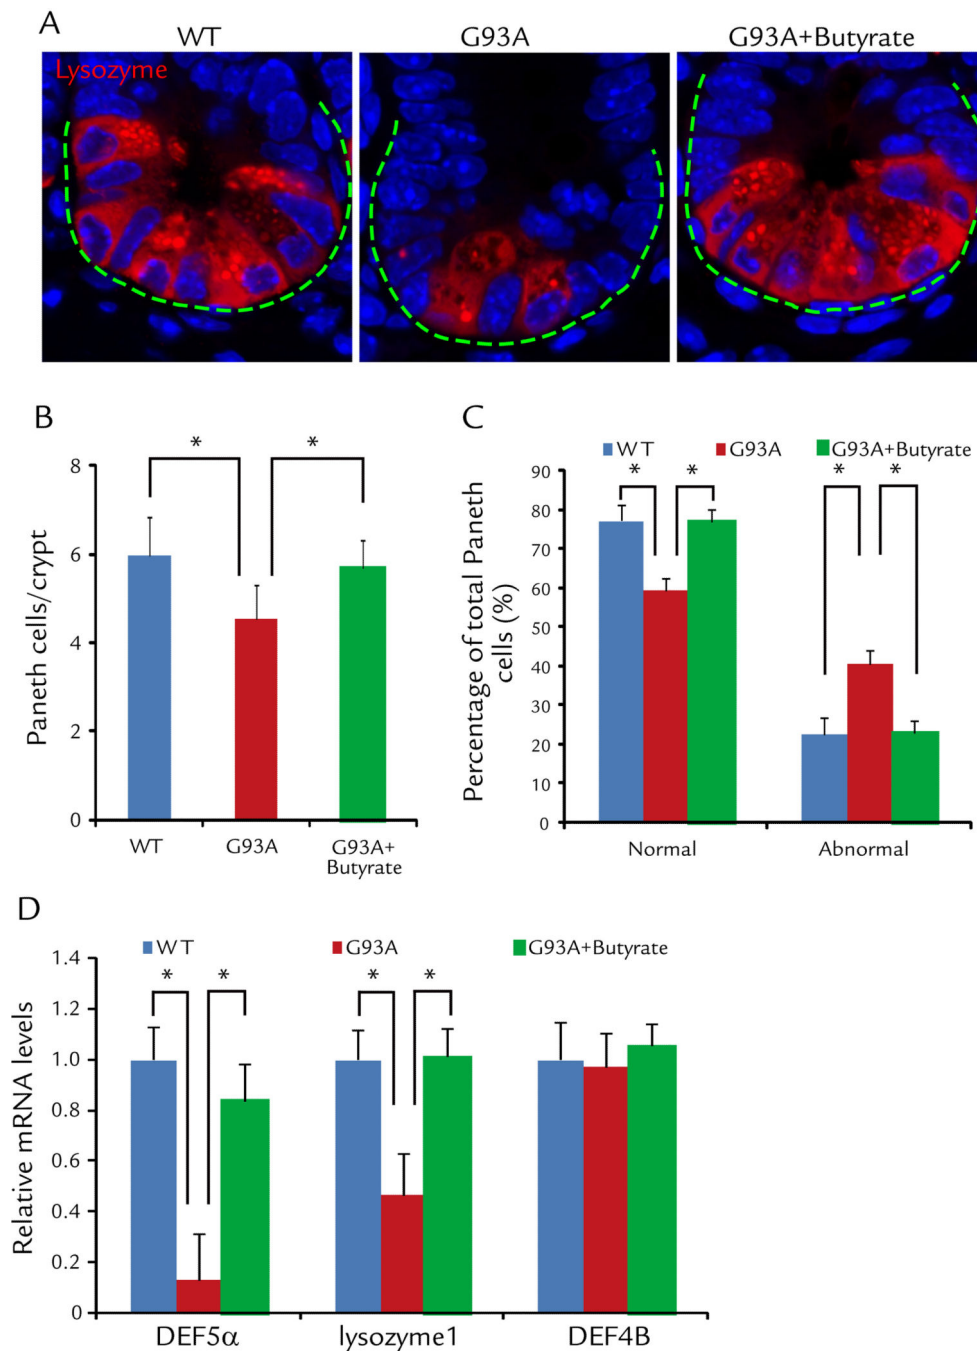 A
WT
G93A
G93A+Butyrate
Lysozyme
B
* *
8
6
4
2
0
Paneth cells/crypt
WT
G93A
G93A+
Butyrate
C
WT G93A G93A+Butyrate
* * * *
90
80
70
60
50
40
30
20
10
0
Percentage of total Paneth
cells (%)
Normal
Abnormal
D
WT G93A G93A+Butyrate
* * * *
1.4
1.2
1.0
0.8
0.6
0.4
0.2
0
Relative mRNA levels
DEF5α
lysozyme1
DEF4B